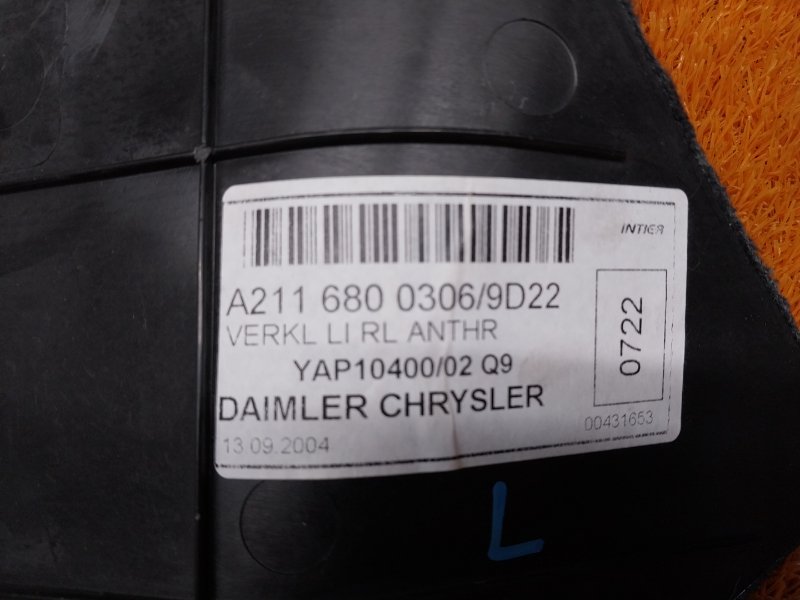 INTIER
A211 680 0306/9D22
VERKL LI RL ANTHR
YAP10400/02 Q9
0722
DAIMLER CHRYSLER
00431653
13.09.2004
L